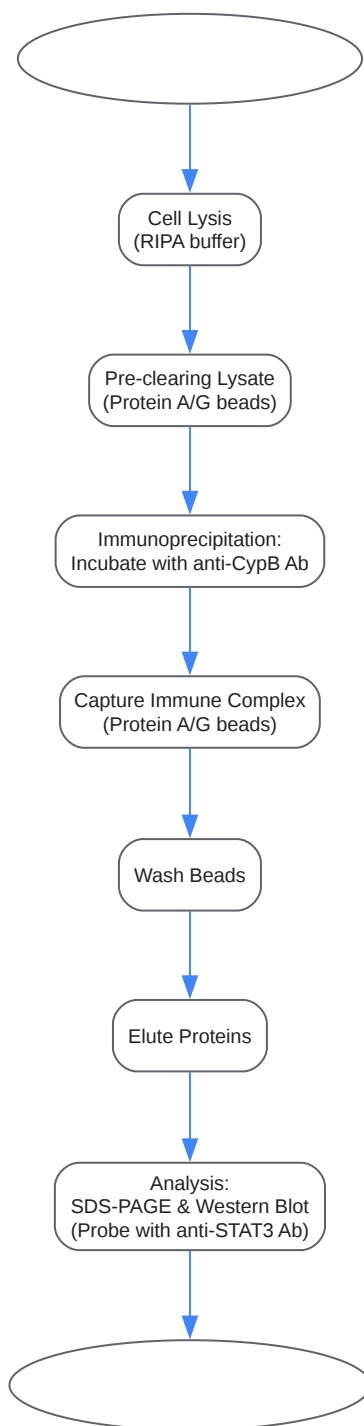 Cell Lysis
(RIPA buffer)
Pre-clearing Lysate
(Protein A/G beads)
Immunoprecipitation:
Incubate with anti-CypB Ab
Capture Immune Complex
(Protein A/G beads)
Wash Beads
Elute Proteins
Analysis:
SDS-PAGE & Western Blot
(Probe with anti-STAT3 Ab)